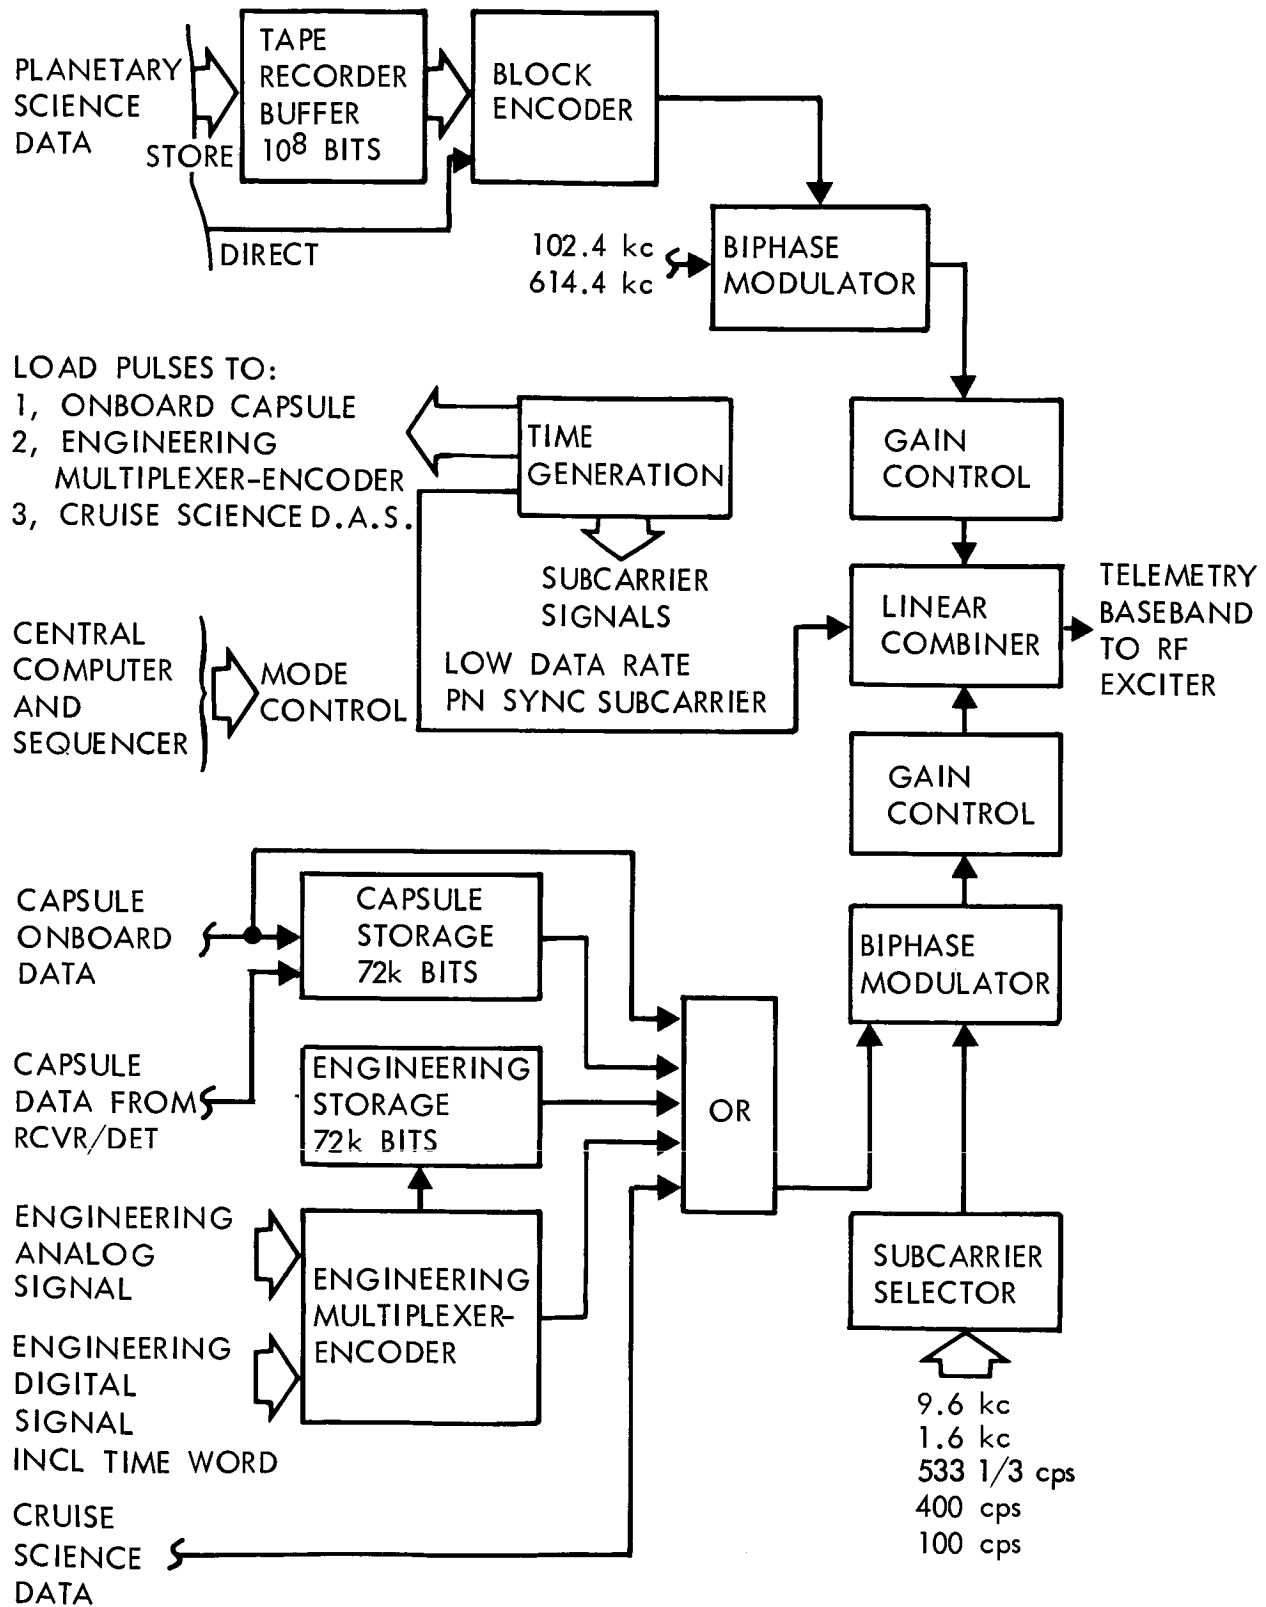 PLANETARY
SCIENCE
DATA
STORE
DIRECT
TAPE
RECORDER
BUFFER
10⁸ BITS
BLOCK
ENCODER
102.4 kc
614.4 kc
BIPHASE
MODULATOR
LOAD PULSES TO:
1, ONBOARD CAPSULE
2, ENGINEERING
MULTIPLEXER-ENCODER
3, CRUISE SCIENCE D.A.S.
TIME
GENERATION
GAIN
CONTROL
SUBCARRIER
SIGNALS
LINEAR
COMBINER
TELEMETRY
BASEBAND
TO RF
EXCITER
CENTRAL
COMPUTER
AND
SEQUENCER
MODE
CONTROL
LOW DATA RATE
PN SYNC SUBCARRIER
GAIN
CONTROL
CAPSULE
ONBOARD
DATA
CAPSULE
STORAGE
72k BITS
BIPHASE
MODULATOR
CAPSULE
DATA FROM
RCVR/DET
ENGINEERING
STORAGE
72k BITS
OR
ENGINEERING
ANALOG
SIGNAL
ENGINEERING
DIGITAL
SIGNAL
INCL TIME WORD
ENGINEERING
MULTIPLEXER-
ENCODER
SUBCARRIER
SELECTOR
9.6 kc
1.6 kc
533 1/3 cps
400 cps
100 cps
CRUISE
SCIENCE
DATA